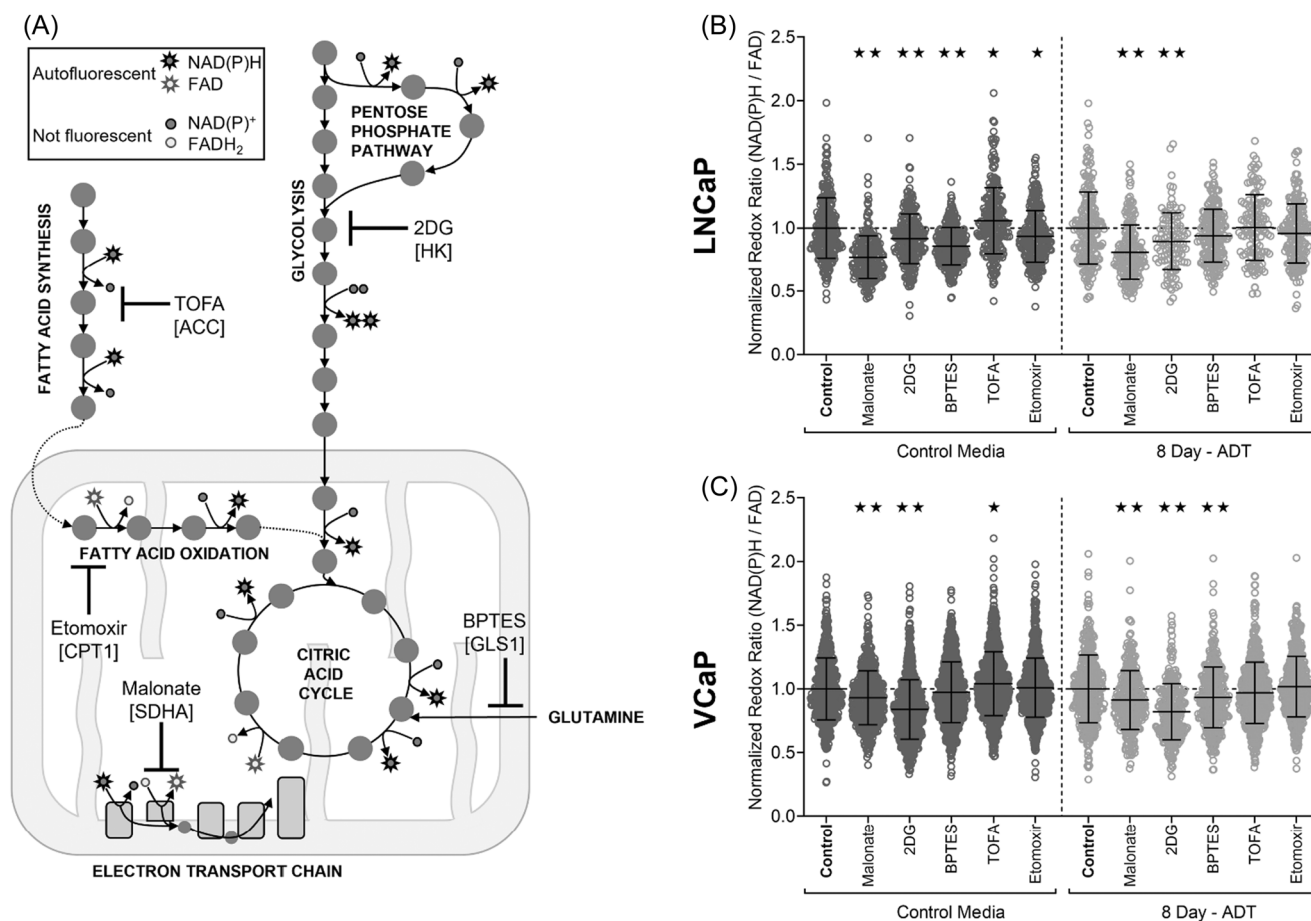 (A)
Autofluorescent
NAD(P)H
FAD
Not fluorescent
NAD(P)+
FADH2
FATTY ACID SYNTHESIS
TOFA
[ACC]
GLYCOLYSIS
PENTOSE
PHOSPHATE
PATHWAY
2DG
[HK]
FATTY ACID OXIDATION
Etomoxir
[CPT1]
Malonate
[SDHA]
CITRIC
ACID
CYCLE
BPTES
[GLS1]
GLUTAMINE
ELECTRON TRANSPORT CHAIN
(B)
LNCaP
Normalized Redox Ratio (NAD(P)H / FAD)
2.5
2.0
1.5
1.0
0.5
0.0
★★ ★★ ★★ ★ ★ ★★ ★★
Control
Malonate
2DG
BPTES
TOFA
Etomoxir
Control
Malonate
2DG
BPTES
TOFA
Etomoxir
Control Media
8 Day - ADT
(C)
VCaP
Normalized Redox Ratio (NAD(P)H / FAD)
2.5
2.0
1.5
1.0
0.5
0.0
★★ ★★ ★ ★★ ★★ ★★
Control
Malonate
2DG
BPTES
TOFA
Etomoxir
Control
Malonate
2DG
BPTES
TOFA
Etomoxir
Control Media
8 Day - ADT